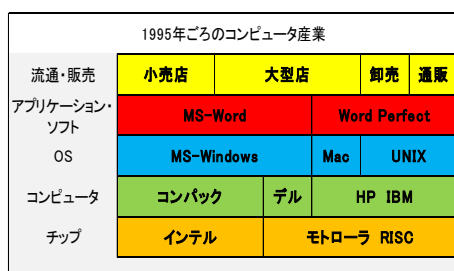 1995年ごろのコンピュータ産業
流通・販売 小売店 大型店 卸売 通販
アプリケーション・
ソフト MS-Word Word Perfect
OS MS-Windows Mac UNIX
コンピュータ コンパック デル HP IBM
チップ インテル モトローラ RISC